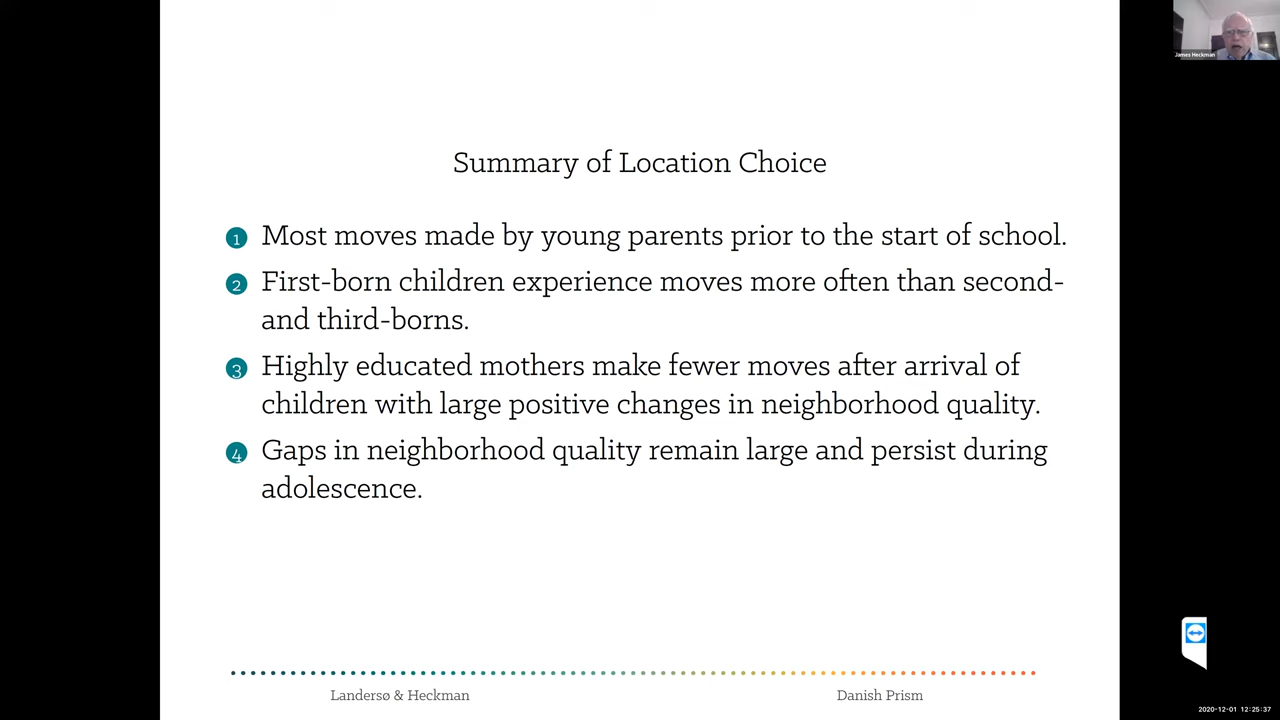 James Heckman
Summary of Location Choice
1 Most moves made by young parents prior to the start of school.
2 First-born children experience moves more often than second-
and third-borns.
3 Highly educated mothers make fewer moves after arrival of
children with large positive changes in neighborhood quality.
4 Gaps in neighborhood quality remain large and persist during
adolescence.
Landersø & Heckman
Danish Prism
2020-12-01 12:25:37